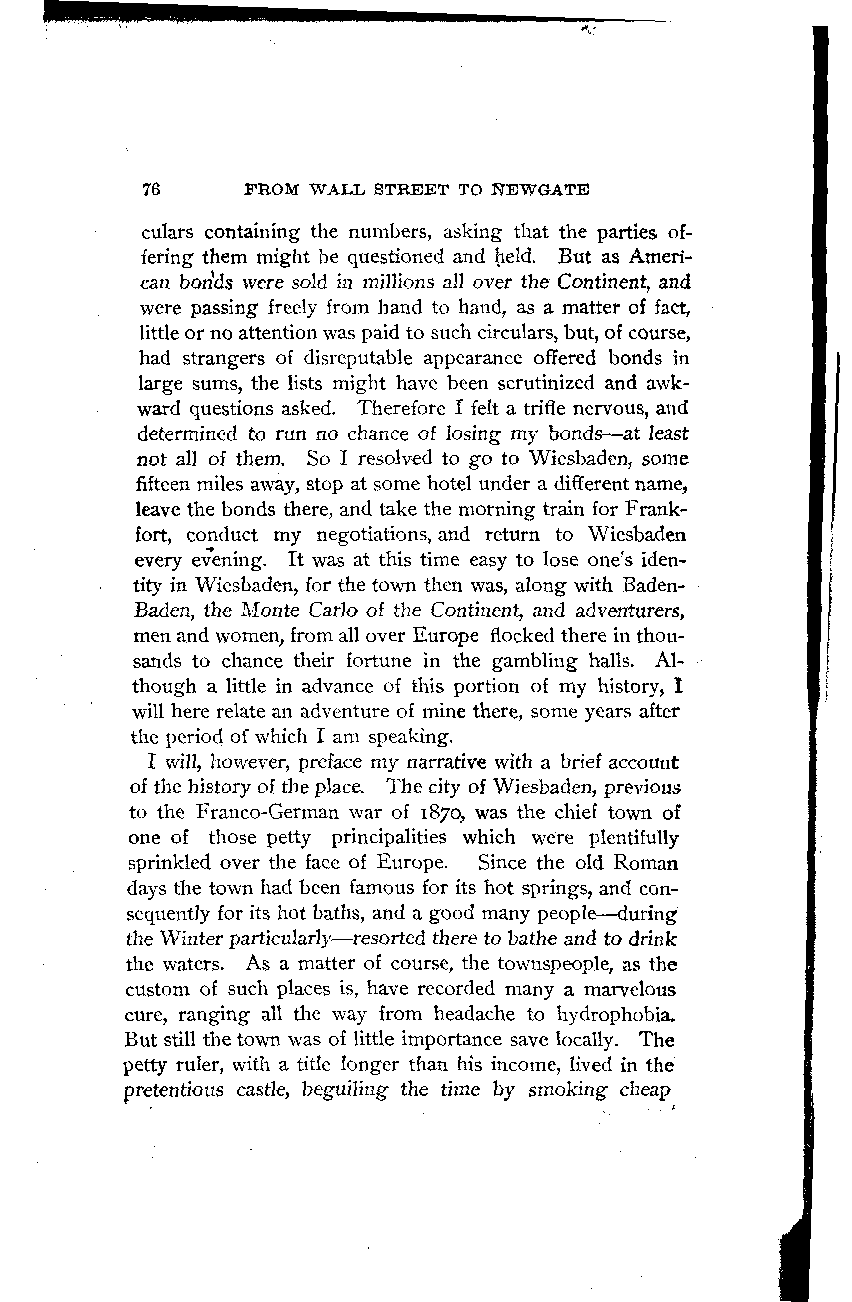 76 FROM WALL STREET TO NEWGATE
culars containing the numbers, asking that the parties of-
fering them might be questioned and held. But as Ameri-
can bonds were sold in millions all over the Continent, and
were passing freely from hand to hand, as a matter of fact,
little or no attention was paid to such circulars, but, of course,
had strangers of disreputable appearance offered bonds in
large sums, the lists might have been scrutinized and awk-
ward questions asked. Therefore I felt a trifle nervous, and
determined to run no chance of losing my bonds—at least
not all of them. So I resolved to go to Wiesbaden, some
fifteen miles away, stop at some hotel under a different name,
leave the bonds there, and take the morning train for Frank-
fort, conduct my negotiations, and return to Wiesbaden
every evening. It was at this time easy to lose one's iden-
tity in Wiesbaden, for the town then was, along with Baden-
Baden, the Monte Carlo of the Continent, and adventurers,
men and women, from all over Europe flocked there in thou-
sands to chance their fortune in the gambling halls. Al-
though a little in advance of this portion of my history, I
will here relate an adventure of mine there, some years after
the period of which I am speaking.
I will, however, preface my narrative with a brief account
of the history of the place. The city of Wiesbaden, previous
to the Franco-German war of 1870, was the chief town of
one of those petty principalities which were plentifully
sprinkled over the face of Europe. Since the old Roman
days the town had been famous for its hot springs, and con-
sequently for its hot baths, and a good many people—during
the Winter particularly—resorted there to bathe and to drink
the waters. As a matter of course, the townspeople, as the
custom of such places is, have recorded many a marvelous
cure, ranging all the way from headache to hydrophobia.
But still the town was of little importance save locally. The
petty ruler, with a title longer than his income, lived in the
pretentious castle, beguiling the time by smoking cheap